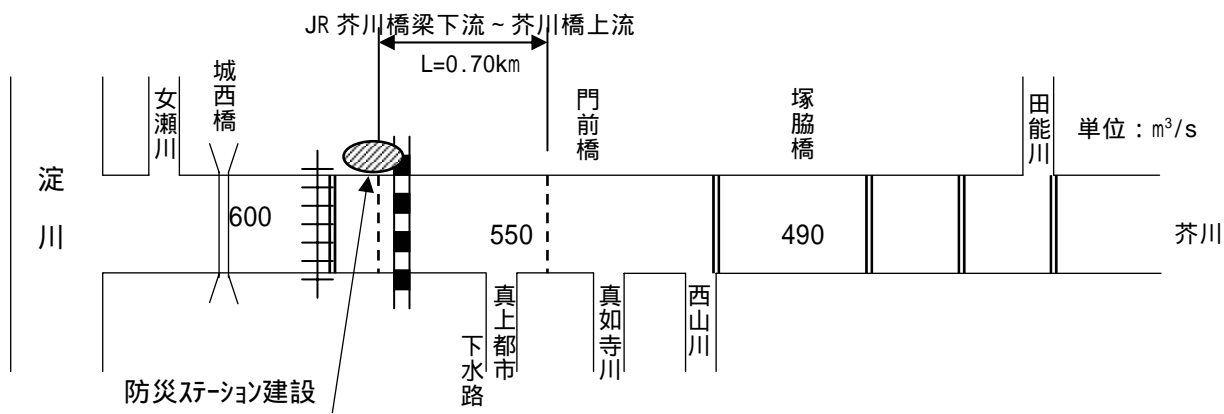 JR 芥川橋梁下流~芥川橋上流
L=0.70km
城西橋
女瀬川
門前橋
塚脇橋
田能川
単位:m³/s
淀川
600
550
490
芥川
真上都市
下水路
真如寺川
西山川
防災ｽﾃｰｼｮﾝ建設